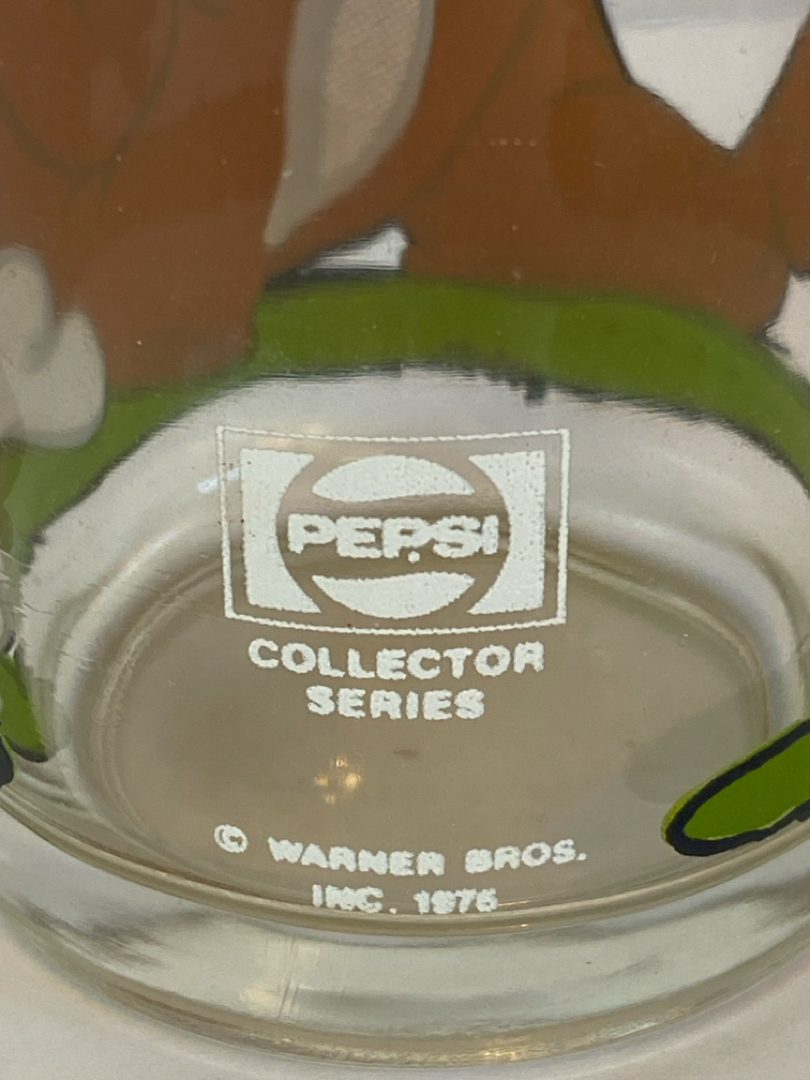 PEPSI
COLLECTOR
SERIES
© WARNER BROS.
INC. 1976